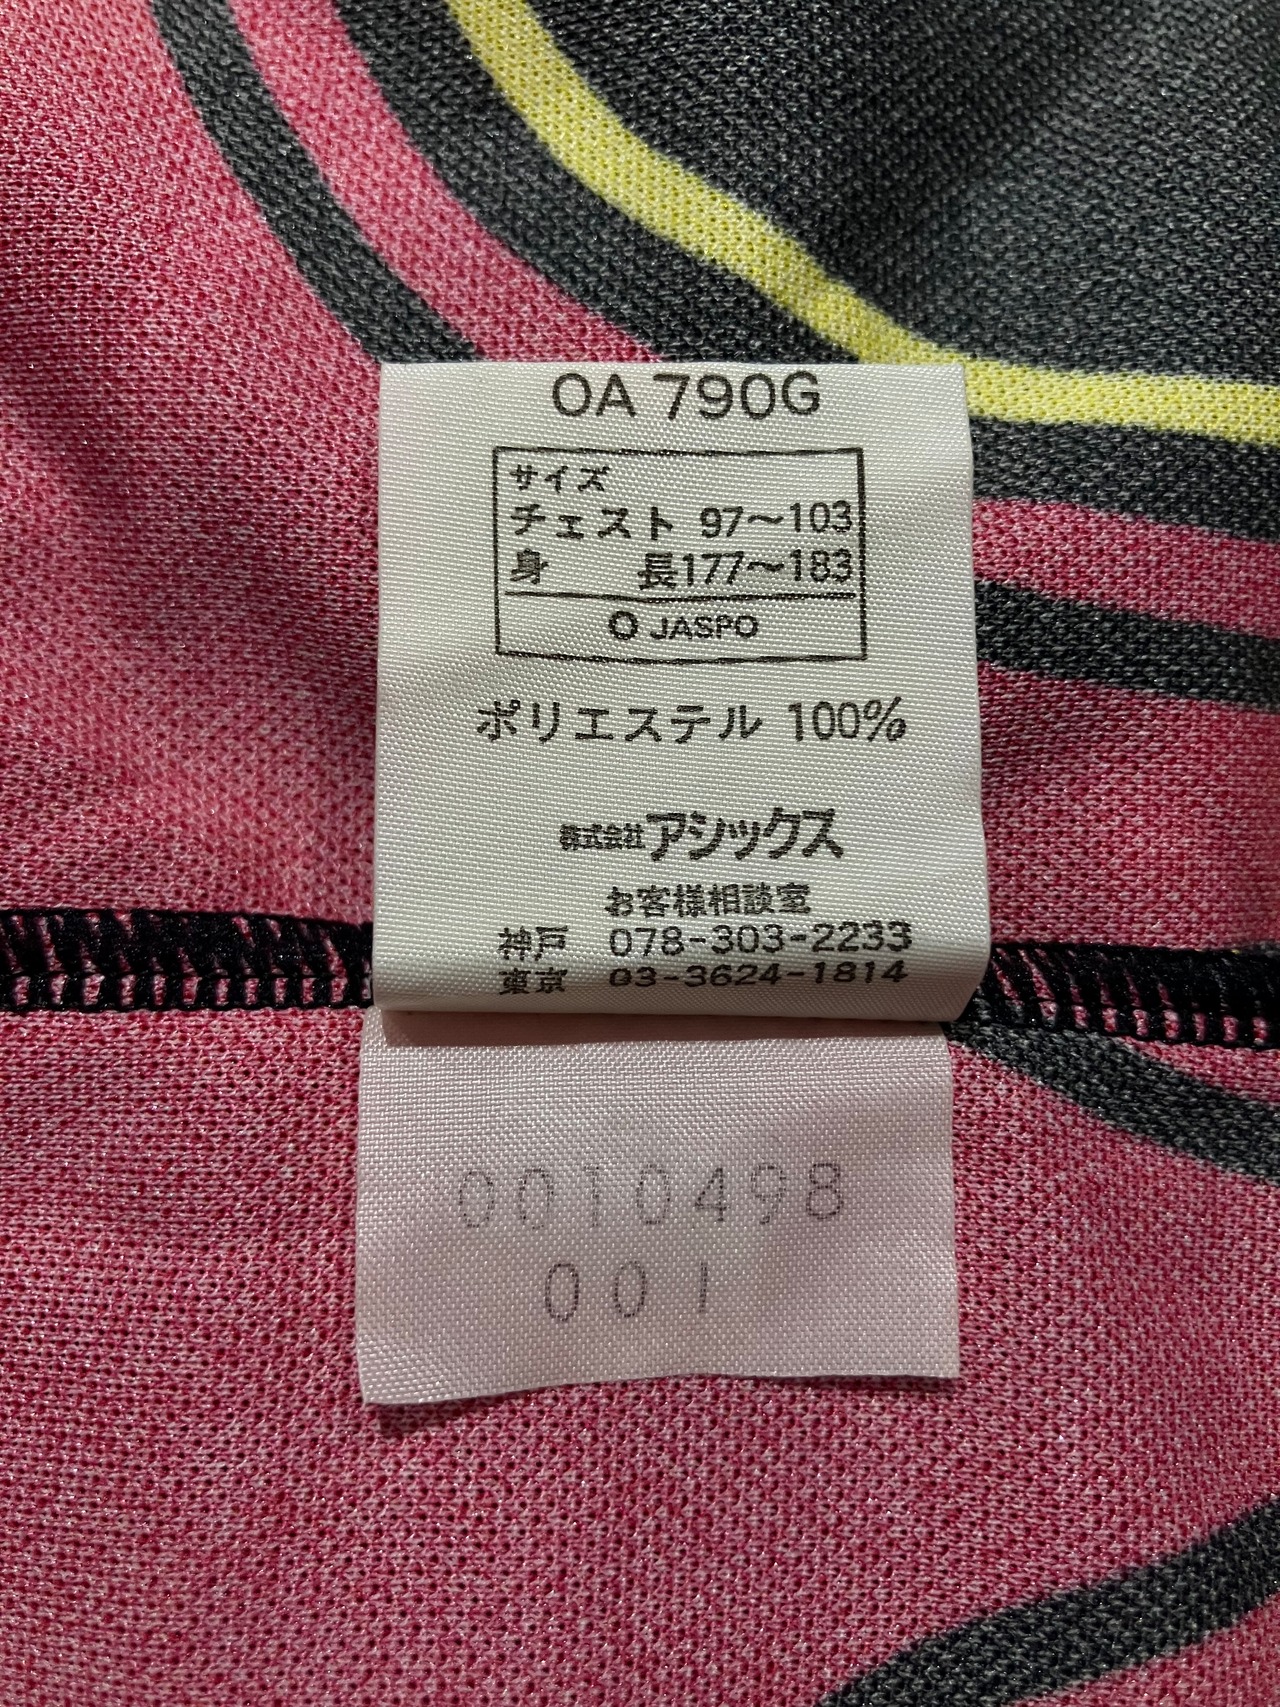 OA 790G
サイズ
チェスト 97〜103
身 長177〜183
O JASPO
ポリエステル 100%
株式会社アシックス
お客様相談室
神戸 078-303-2233
東京 03-3624-1814
0010498
001